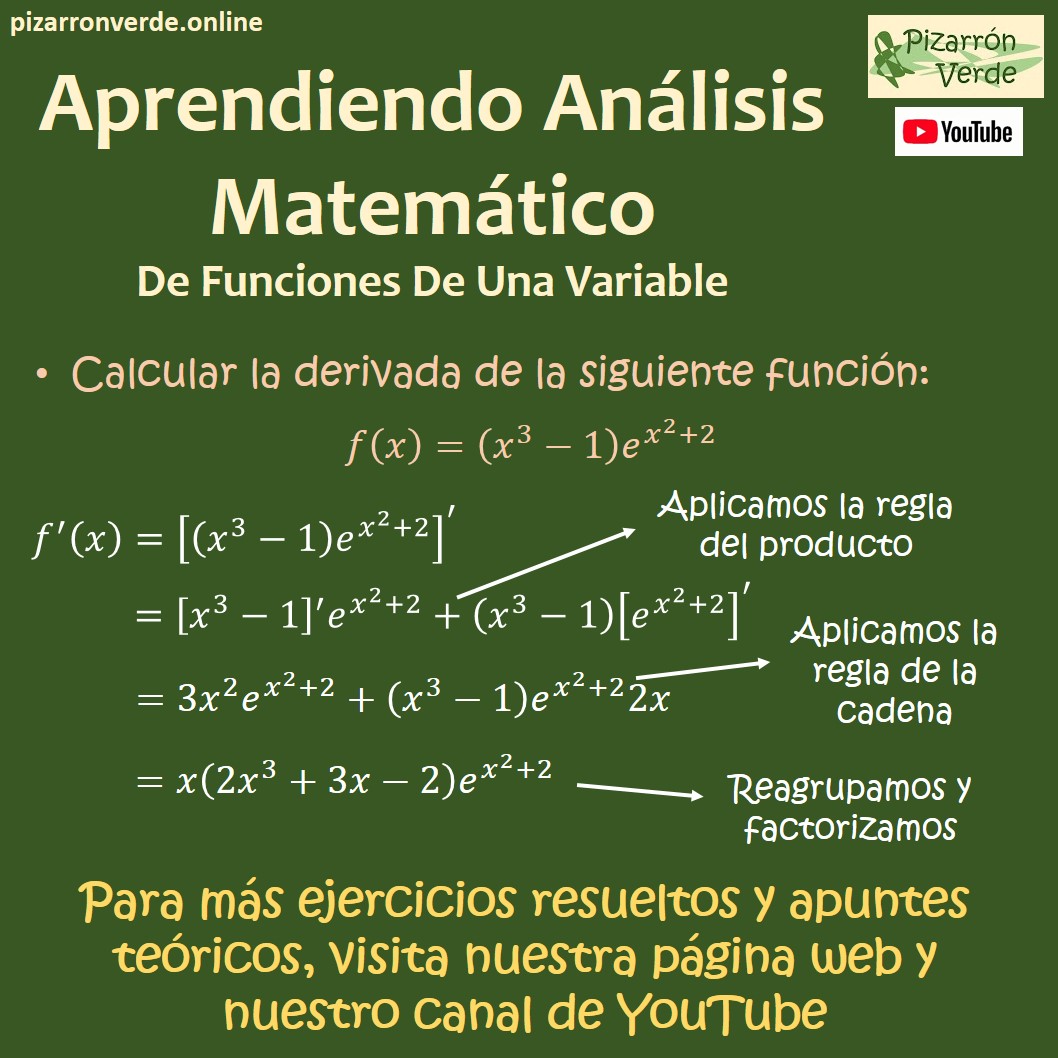 pizarronverde.online
Pizarrón
Verde
YouTube
Aprendiendo Análisis
Matemático
De Funciones De Una Variable
• Calcular la derivada de la siguiente función:
f(x) = (x³ − 1)e^{x²+2}
f′(x) = [(x³ − 1)e^{x²+2}]′
Aplicamos la regla
del producto
= [x³ − 1]′e^{x²+2} + (x³ − 1)[e^{x²+2}]′
Aplicamos la
regla de la
cadena
= 3x²e^{x²+2} + (x³ − 1)e^{x²+2}2x
= x(2x³ + 3x − 2)e^{x²+2}
Reagrupamos y
factorizamos
Para más ejercicios resueltos y apuntes
teóricos, visita nuestra página web y
nuestro canal de YouTube